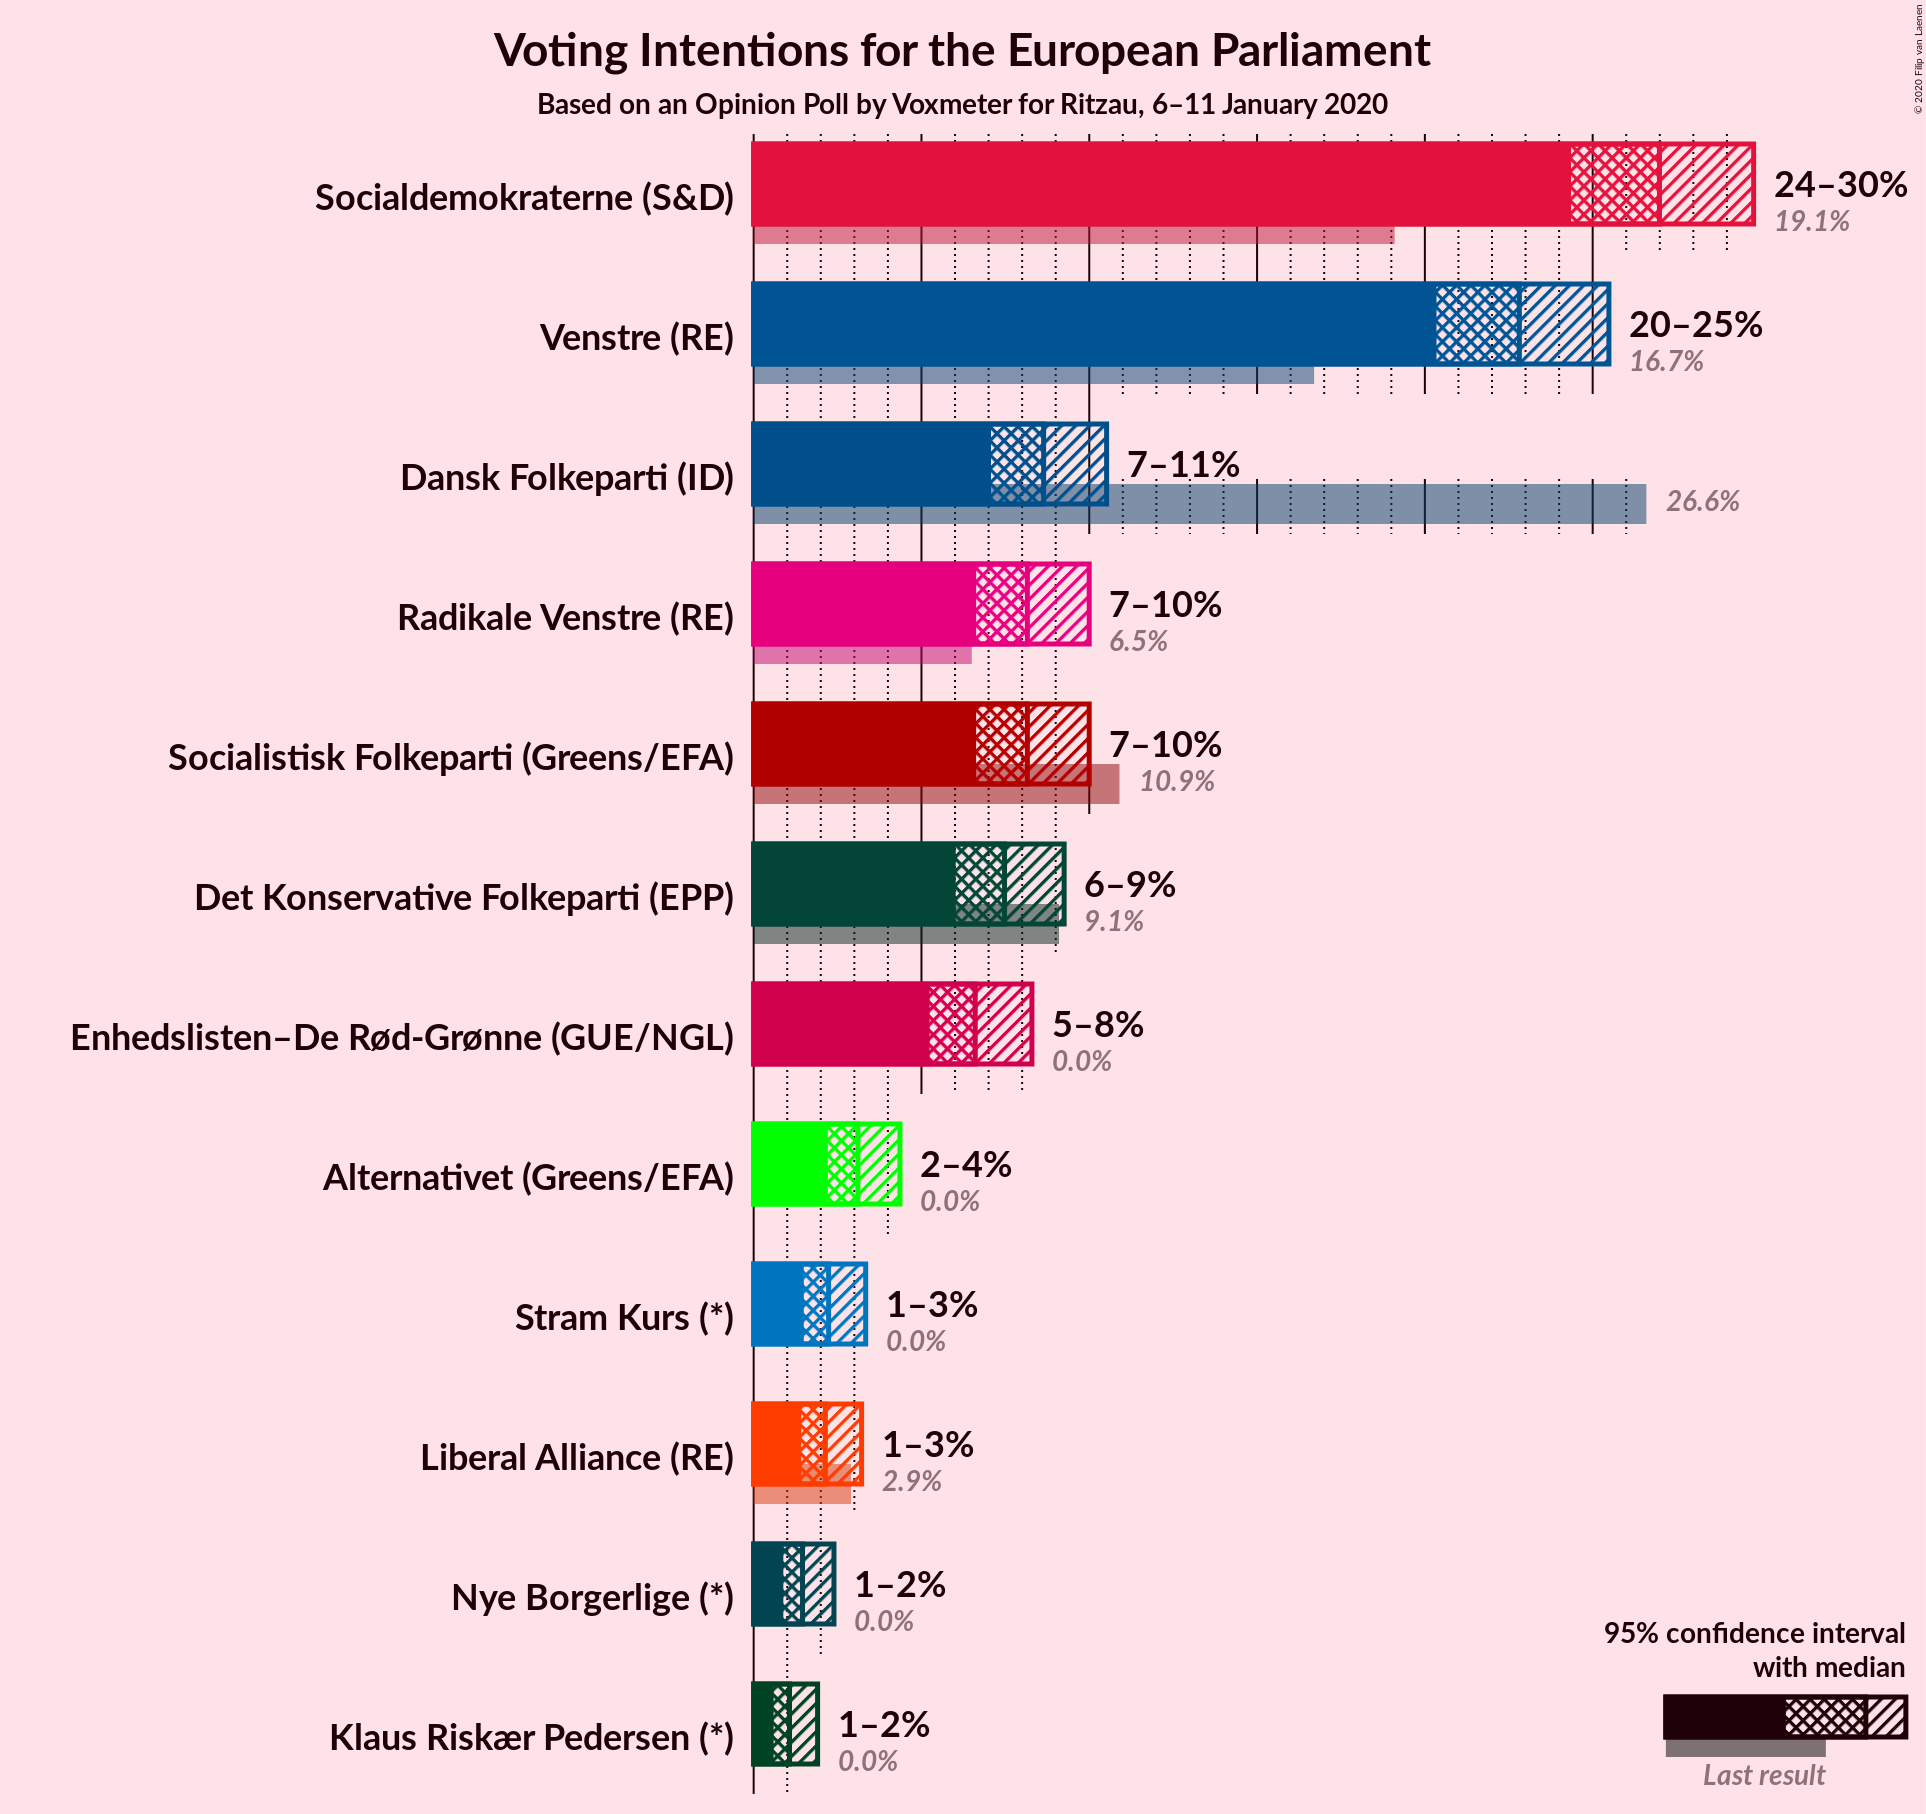 Voting Intentions for the European Parliament
Based on an Opinion Poll by Voxmeter for Ritzau, 6–11 January 2020
© 2020 Filip van Laenen
Socialdemokraterne (S&D)
24–30%
19.1%
Venstre (RE)
20–25%
16.7%
Dansk Folkeparti (ID)
7–11%
26.6%
Radikale Venstre (RE)
7–10%
6.5%
Socialistisk Folkeparti (Greens/EFA)
7–10%
10.9%
Det Konservative Folkeparti (EPP)
6–9%
9.1%
Enhedslisten–De Rød-Grønne (GUE/NGL)
5–8%
0.0%
Alternativet (Greens/EFA)
2–4%
0.0%
Stram Kurs (*)
1–3%
0.0%
Liberal Alliance (RE)
1–3%
2.9%
Nye Borgerlige (*)
1–2%
0.0%
Klaus Riskær Pedersen (*)
1–2%
0.0%
95% confidence interval
with median
Last result